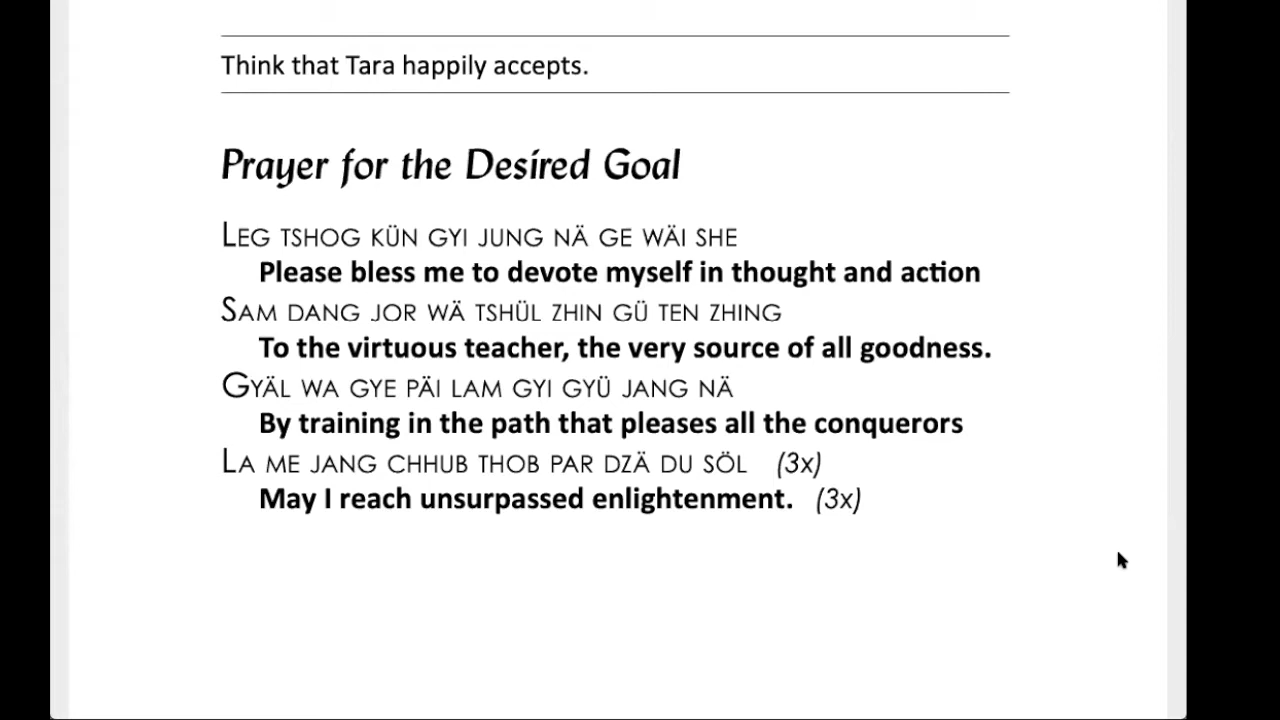 Think that Tara happily accepts.
Prayer for the Desired Goal
LEG TSHOG KÜN GYI JUNG NÄ GE WÄI SHE
Please bless me to devote myself in thought and action
SAM DANG JOR WÄ TSHÜL ZHIN GÜ TEN ZHING
To the virtuous teacher, the very source of all goodness.
GYÄL WA GYE PÄI LAM GYI GYÜ JANG NÄ
By training in the path that pleases all the conquerors
LA ME JANG CHHUB THOB PAR DZÄ DU SÖL (3x)
May I reach unsurpassed enlightenment. (3x)